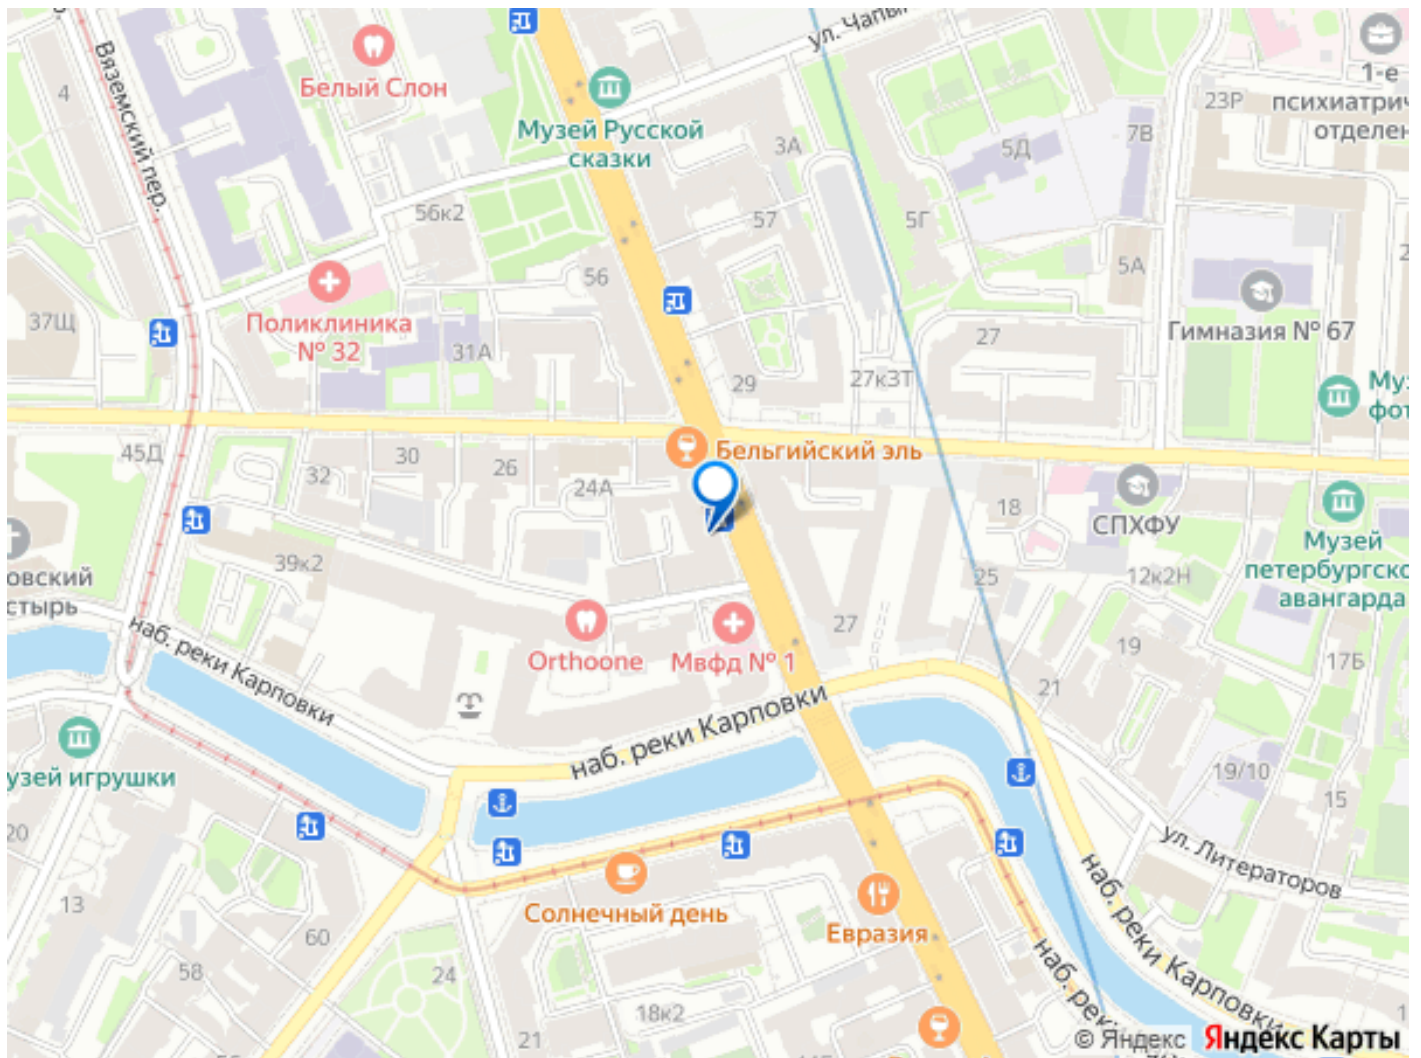 ул. Чапы
Вяземский пер.
4
Белый Слон
Музей Русской
сказки
3А
5Д
7В
23Р
1-е
психиатрич
отделен
56к2
57
5Г
5А
56
37Щ
Поликлиника
№ 32
31А
29
27к3Т
27
Гимназия № 67
Муз
фот
45Д
32
30
26
24А
Бельгийский эль
18
СПХФУ
Музей
петербургско
авангарда
овский
стырь
39к2
25
12к2Н
наб. реки Карповки
Orthoone
Мвфд № 1
27
19
17Б
21
наб. реки Карповки
узей игрушки
19/10
15
20
ул. Литераторов
13
Солнечный день
Евразия
наб. реки Карповки
60
58
24
18к2
21
наб. рек
© Яндекс
Яндекс Карты